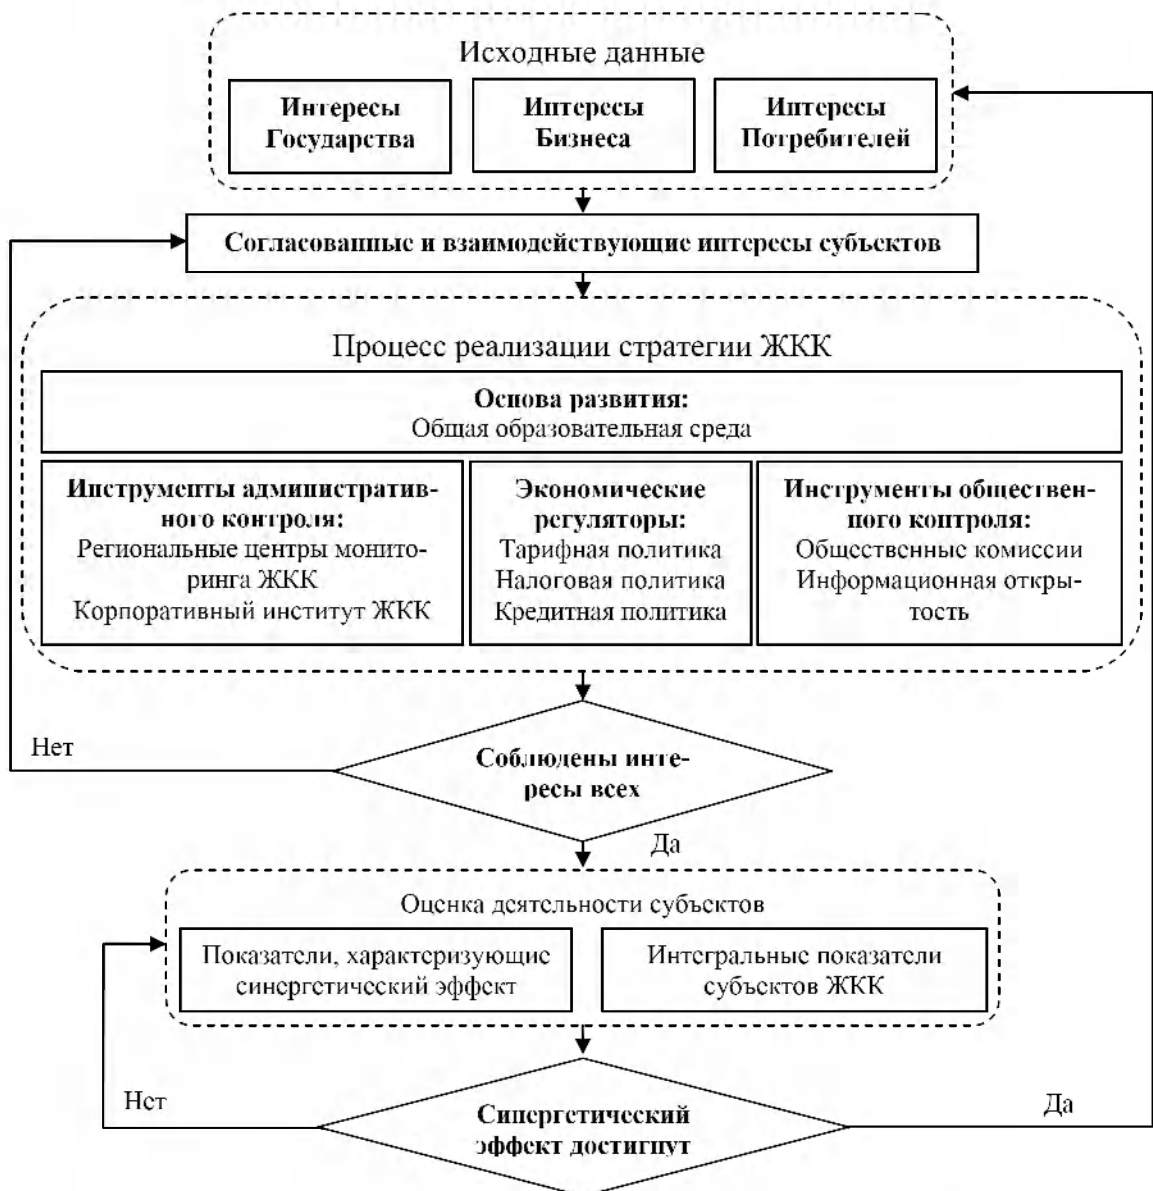 Исходные данные
Интересы
Государства
Интересы
Бизнеса
Интересы
Потребителей
Согласованные и взаимодействующие интересы субъектов
Процесс реализации стратегии ЖКК
Основа развития:
Общая образовательная среда
Инструменты административ-
ного контроля:
Региональные центры монито-
ринга ЖКК
Корпоративный институт ЖКК
Экономические
регуляторы:
Тарифная политика
Налоговая политика
Кредитная политика
Инструменты обществен-
ного контроля:
Общественные комиссии
Информационная откры-
тость
Нет
Соблюдены инте-
ресы всех
Да
Оценка деятельности субъектов
Показатели, характеризующие
синергетический эффект
Интегральные показатели
субъектов ЖКК
Нет
Синергетический
эффект достигнут
Да